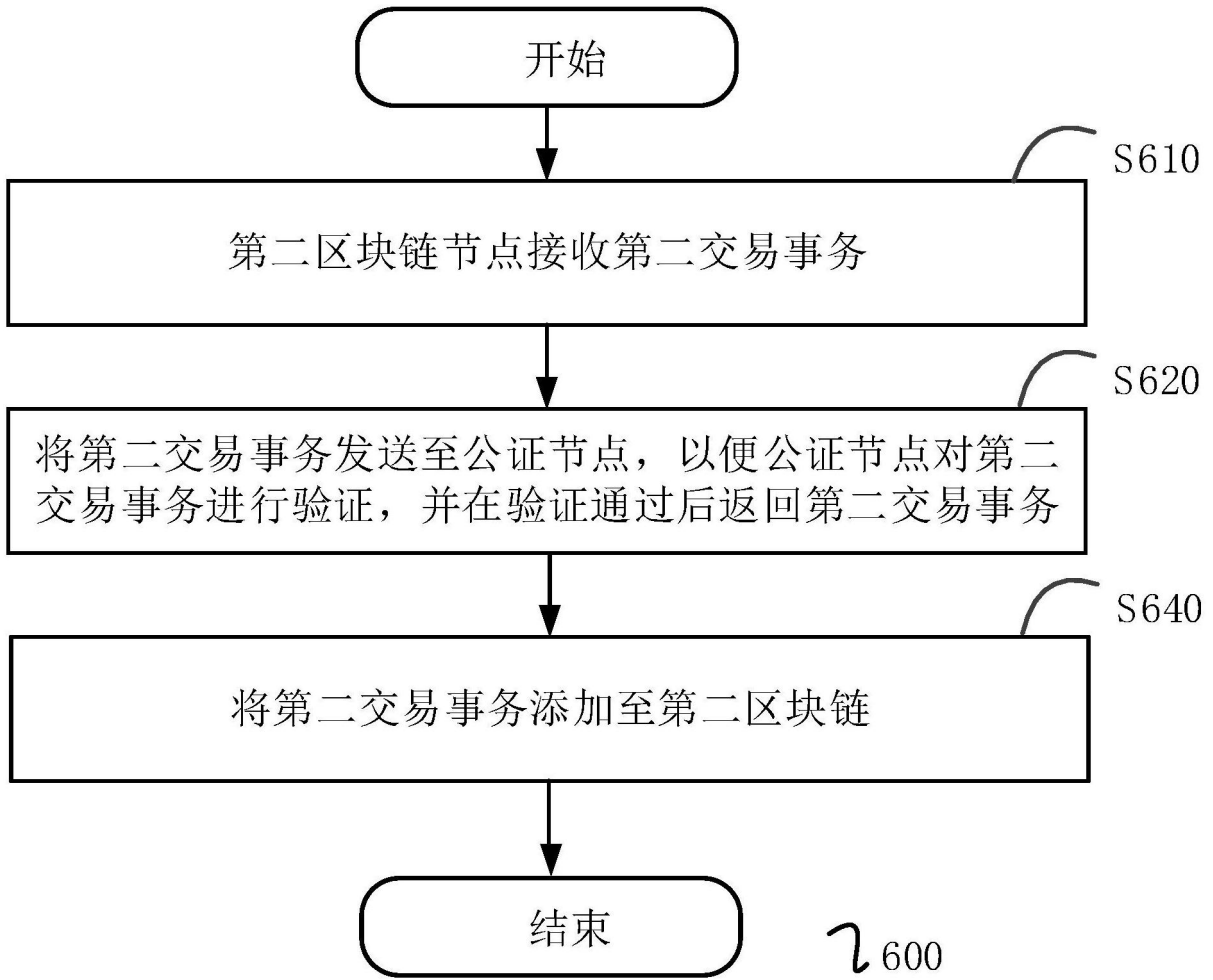 开始
S610
第二区块链节点接收第二交易事务
S620
将第二交易事务发送至公证节点，以便公证节点对第二
交易事务进行验证，并在验证通过后返回第二交易事务
S640
将第二交易事务添加至第二区块链
结束
600